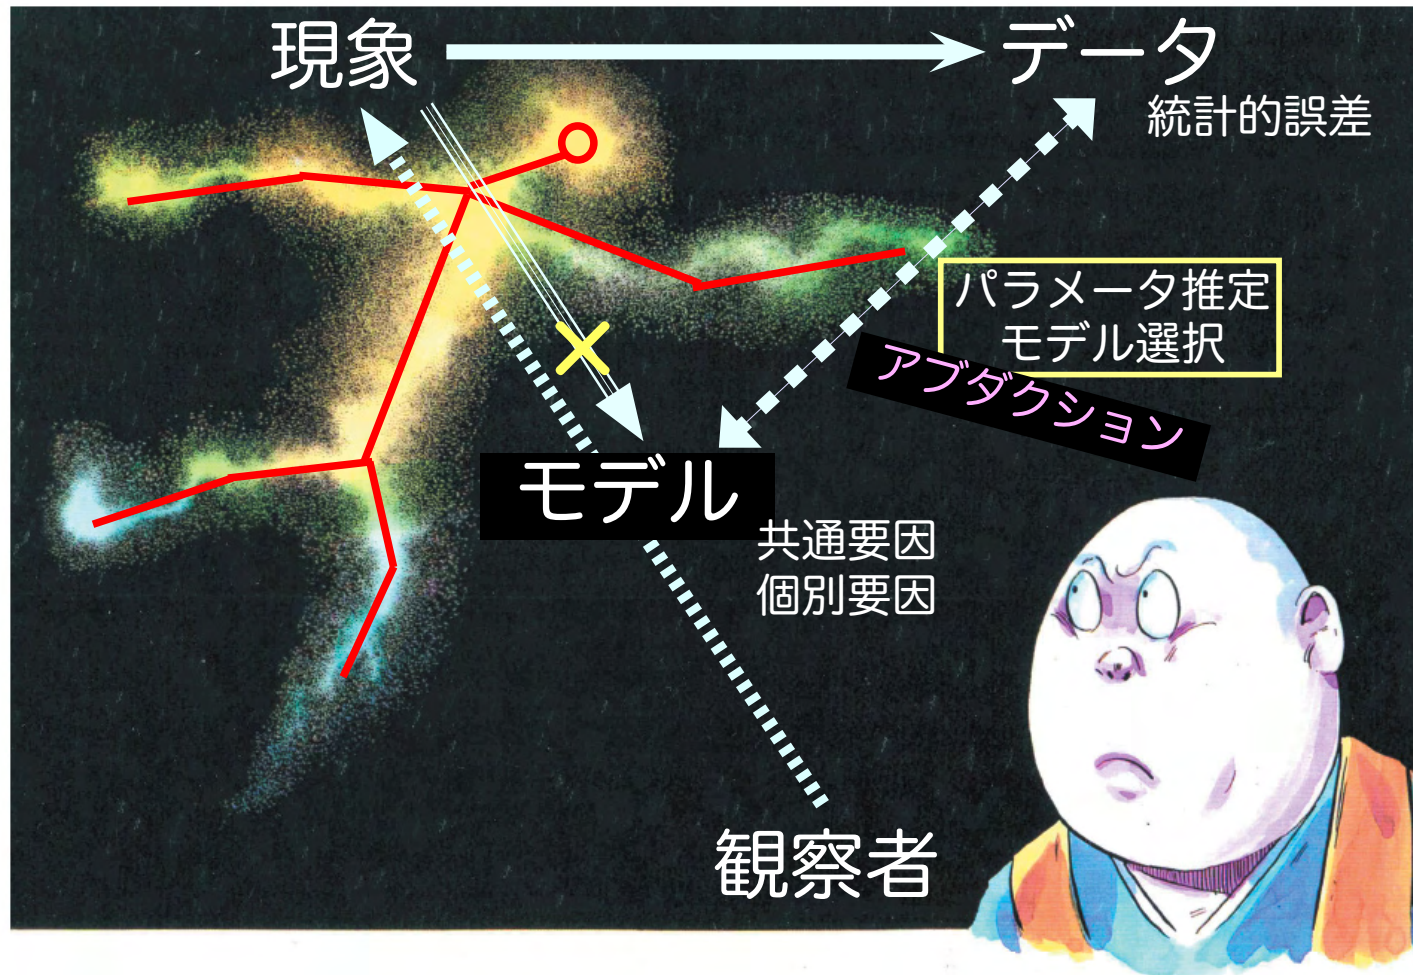 現象
データ
統計的誤差
パラメータ推定
モデル選択
アブダクション
モデル
共通要因
個別要因
観察者